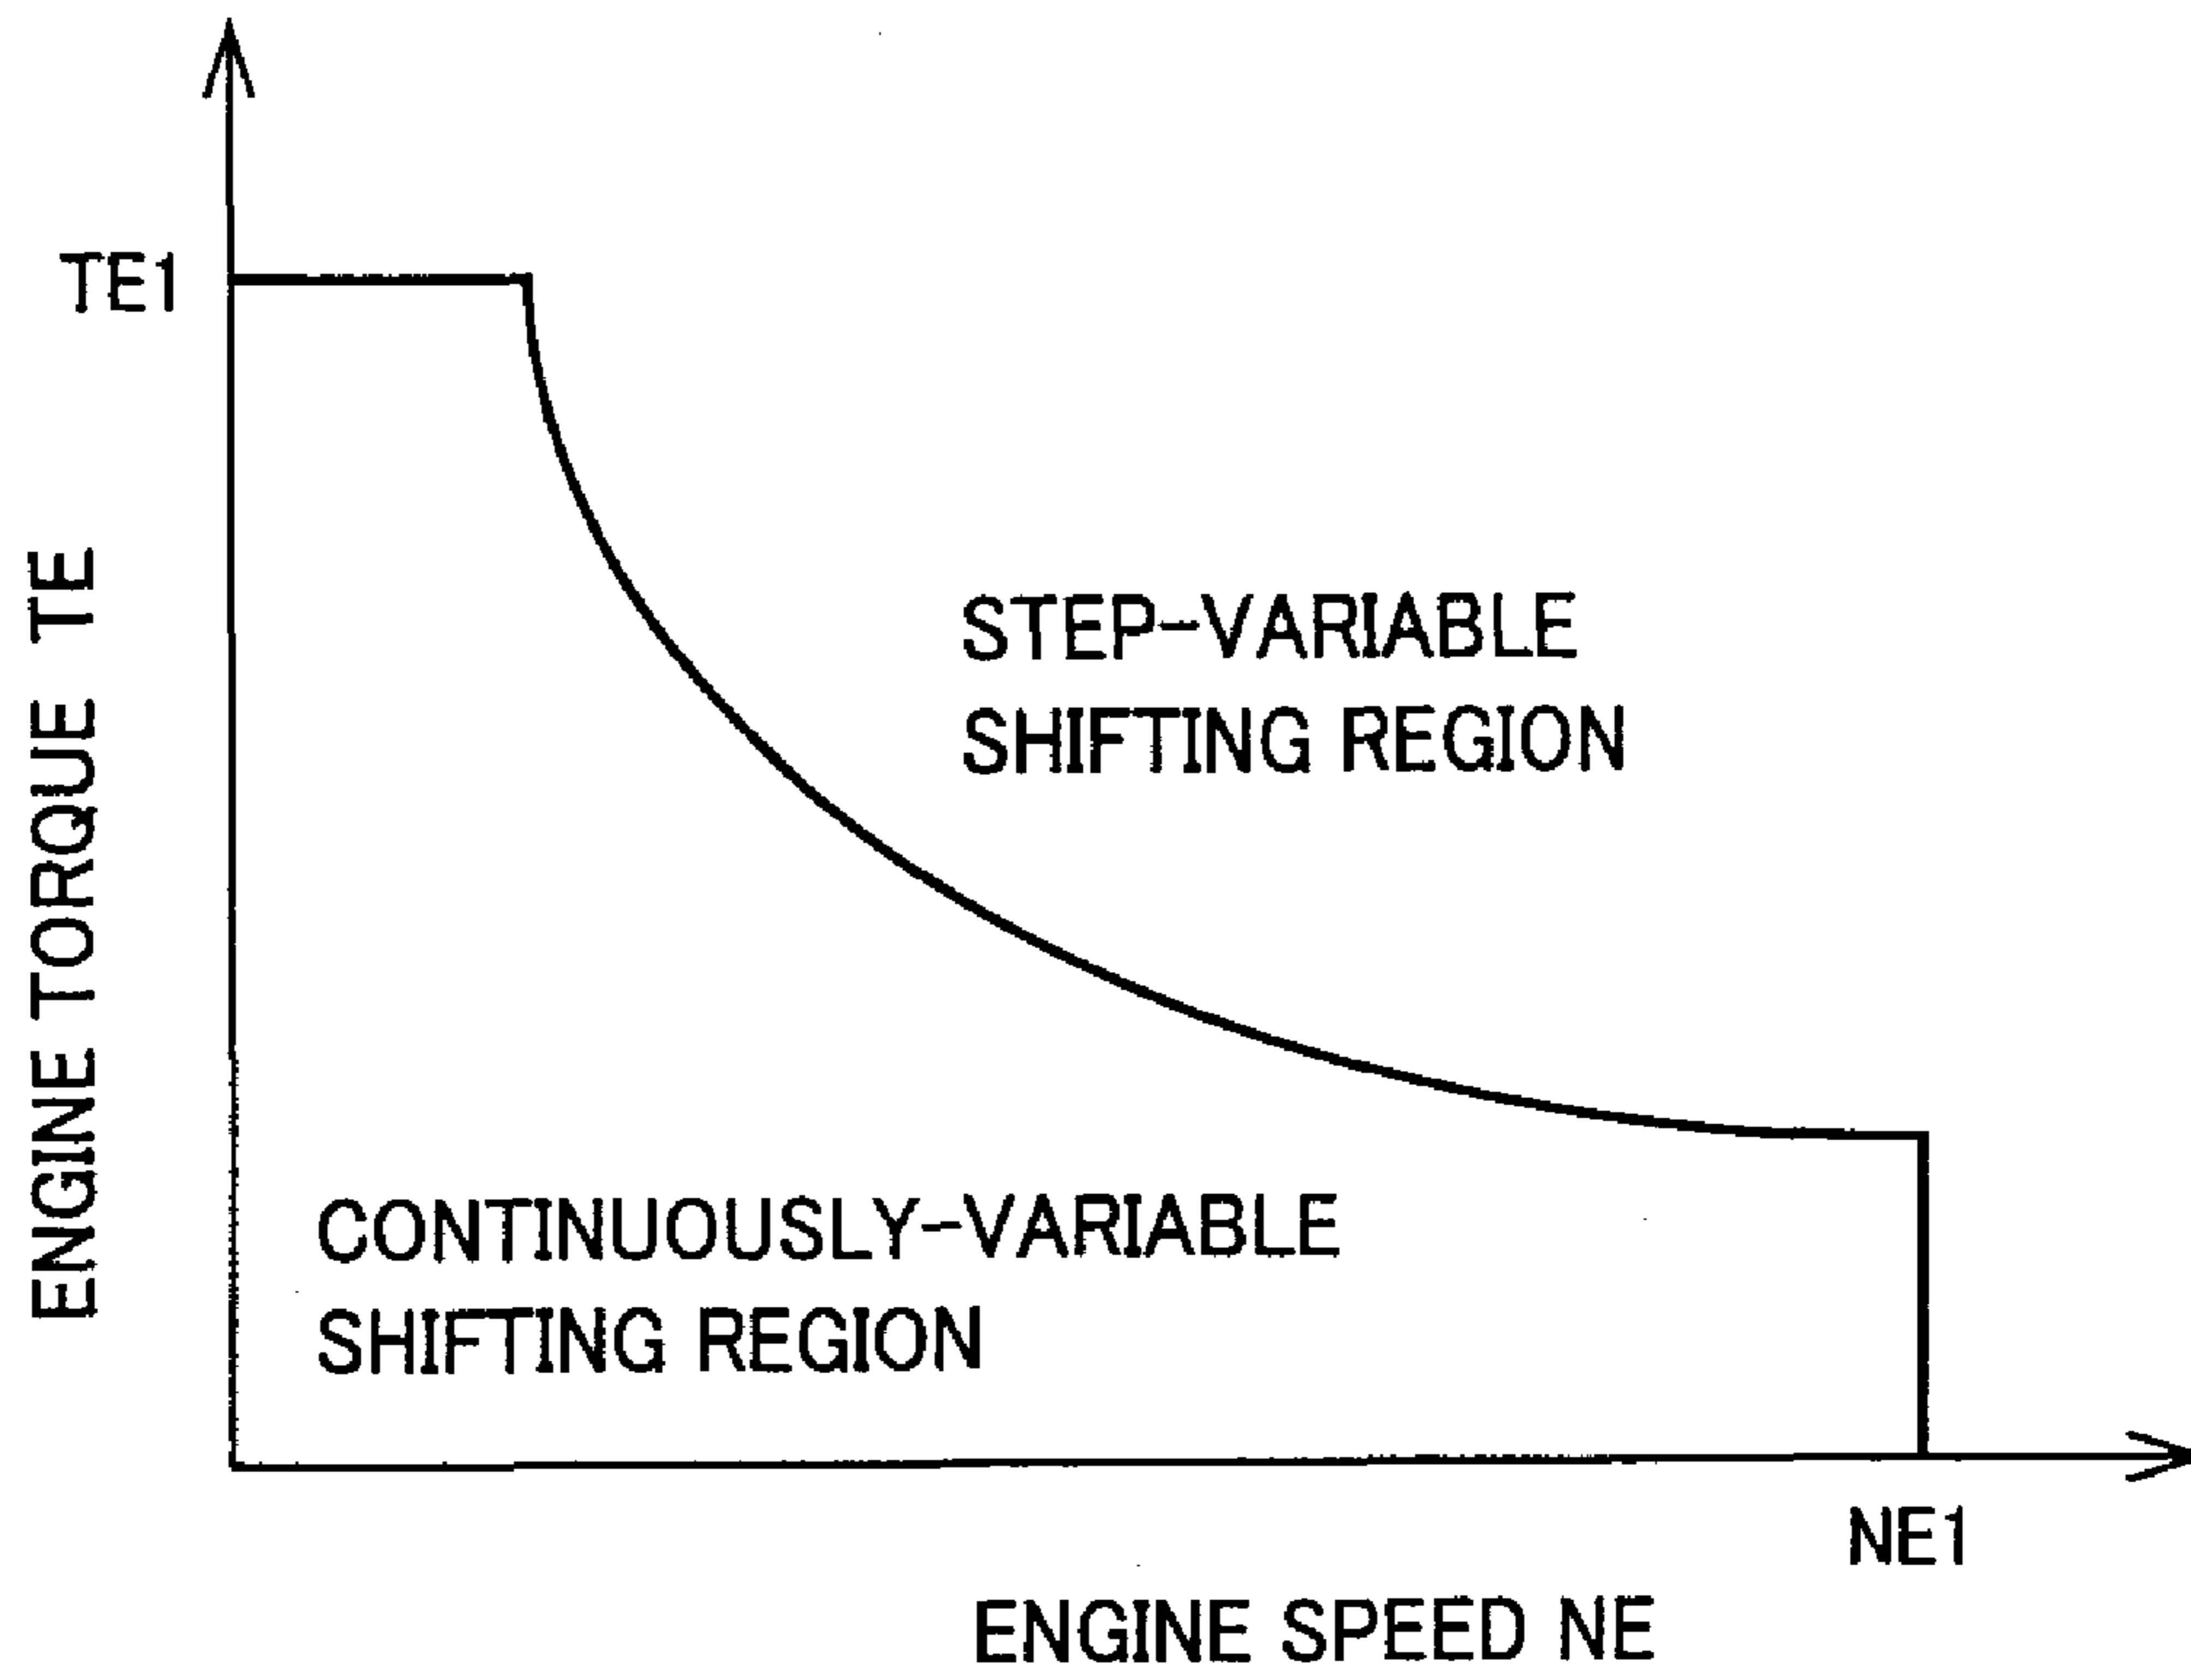 TE1
ENGINE TORQUE TE
STEP-VARIABLE
SHIFTING REGION
CONTINUOUSLY-VARIABLE
SHIFTING REGION
NE1
ENGINE SPEED NE